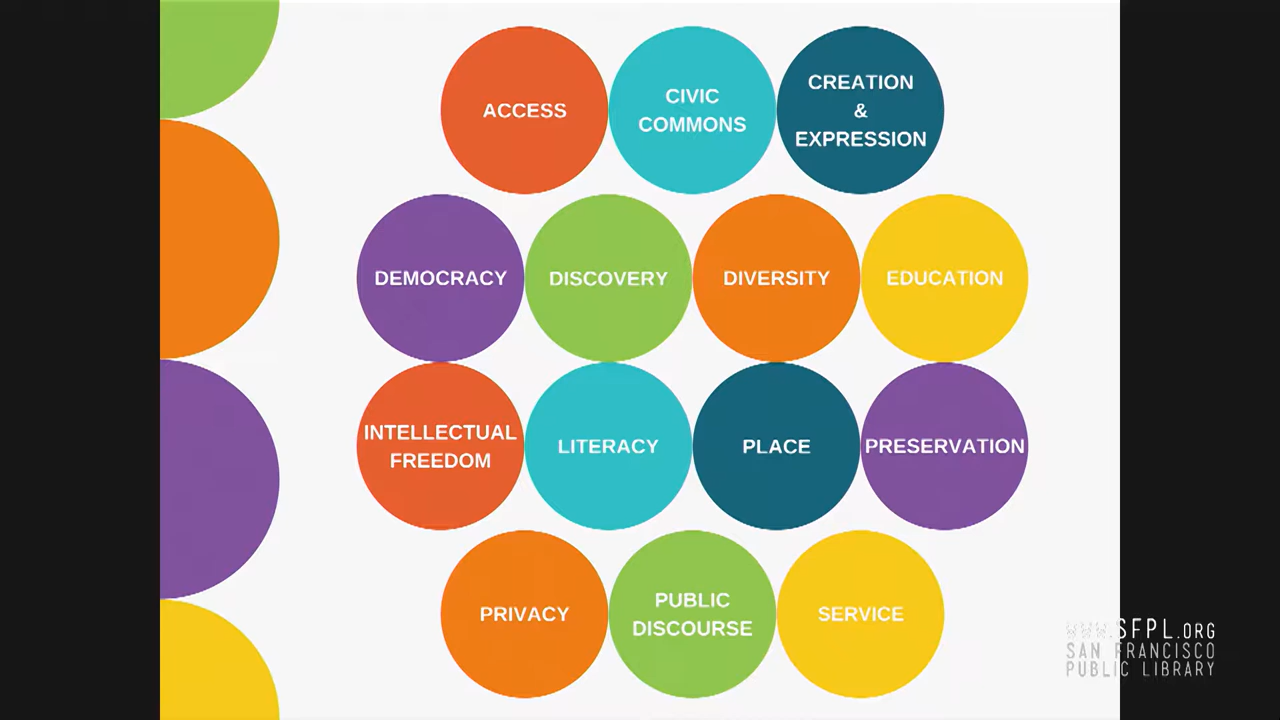 ACCESS
CIVIC
COMMONS
CREATION
&
EXPRESSION
DEMOCRACY
DISCOVERY
DIVERSITY
EDUCATION
INTELLECTUAL
FREEDOM
LITERACY
PLACE
PRESERVATION
PRIVACY
PUBLIC
DISCOURSE
SERVICE
WWW.SFPL.ORG
SAN FRANCISCO
PUBLIC LIBRARY